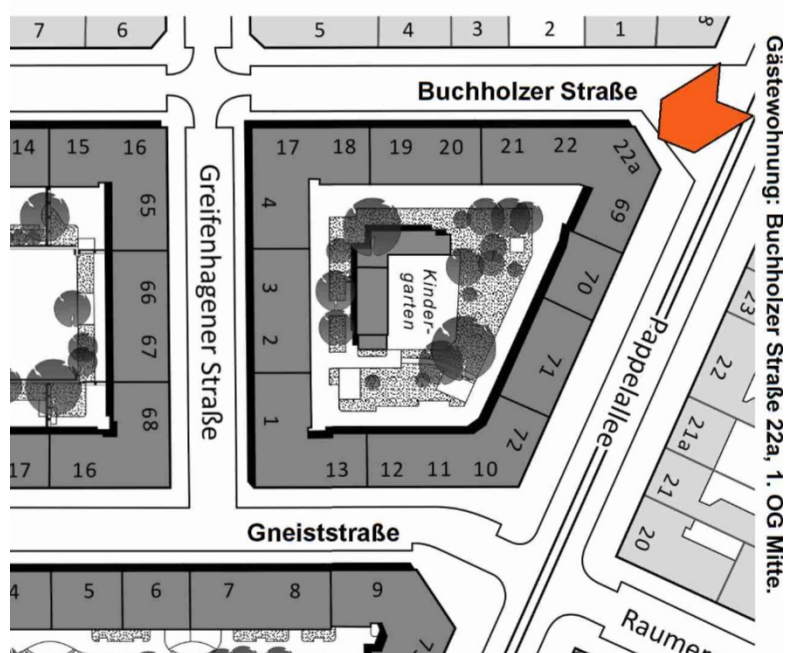 7 6 5 4 3 2 1
Buchholzer Straße
14 15 16 17 18 19 20 21 22 22a
65 4 69
Greifenhagener Straße
66 3 70
Kinder-
garten
67 2 71
68 1 72
17 16 13 12 11 10
Pappelallee
23
22
21a
21
20
Gneiststraße
4 5 6 7 8 9
Raumer
Gästewohnung: Buchholzer Straße 22a, 1. OG Mitte.